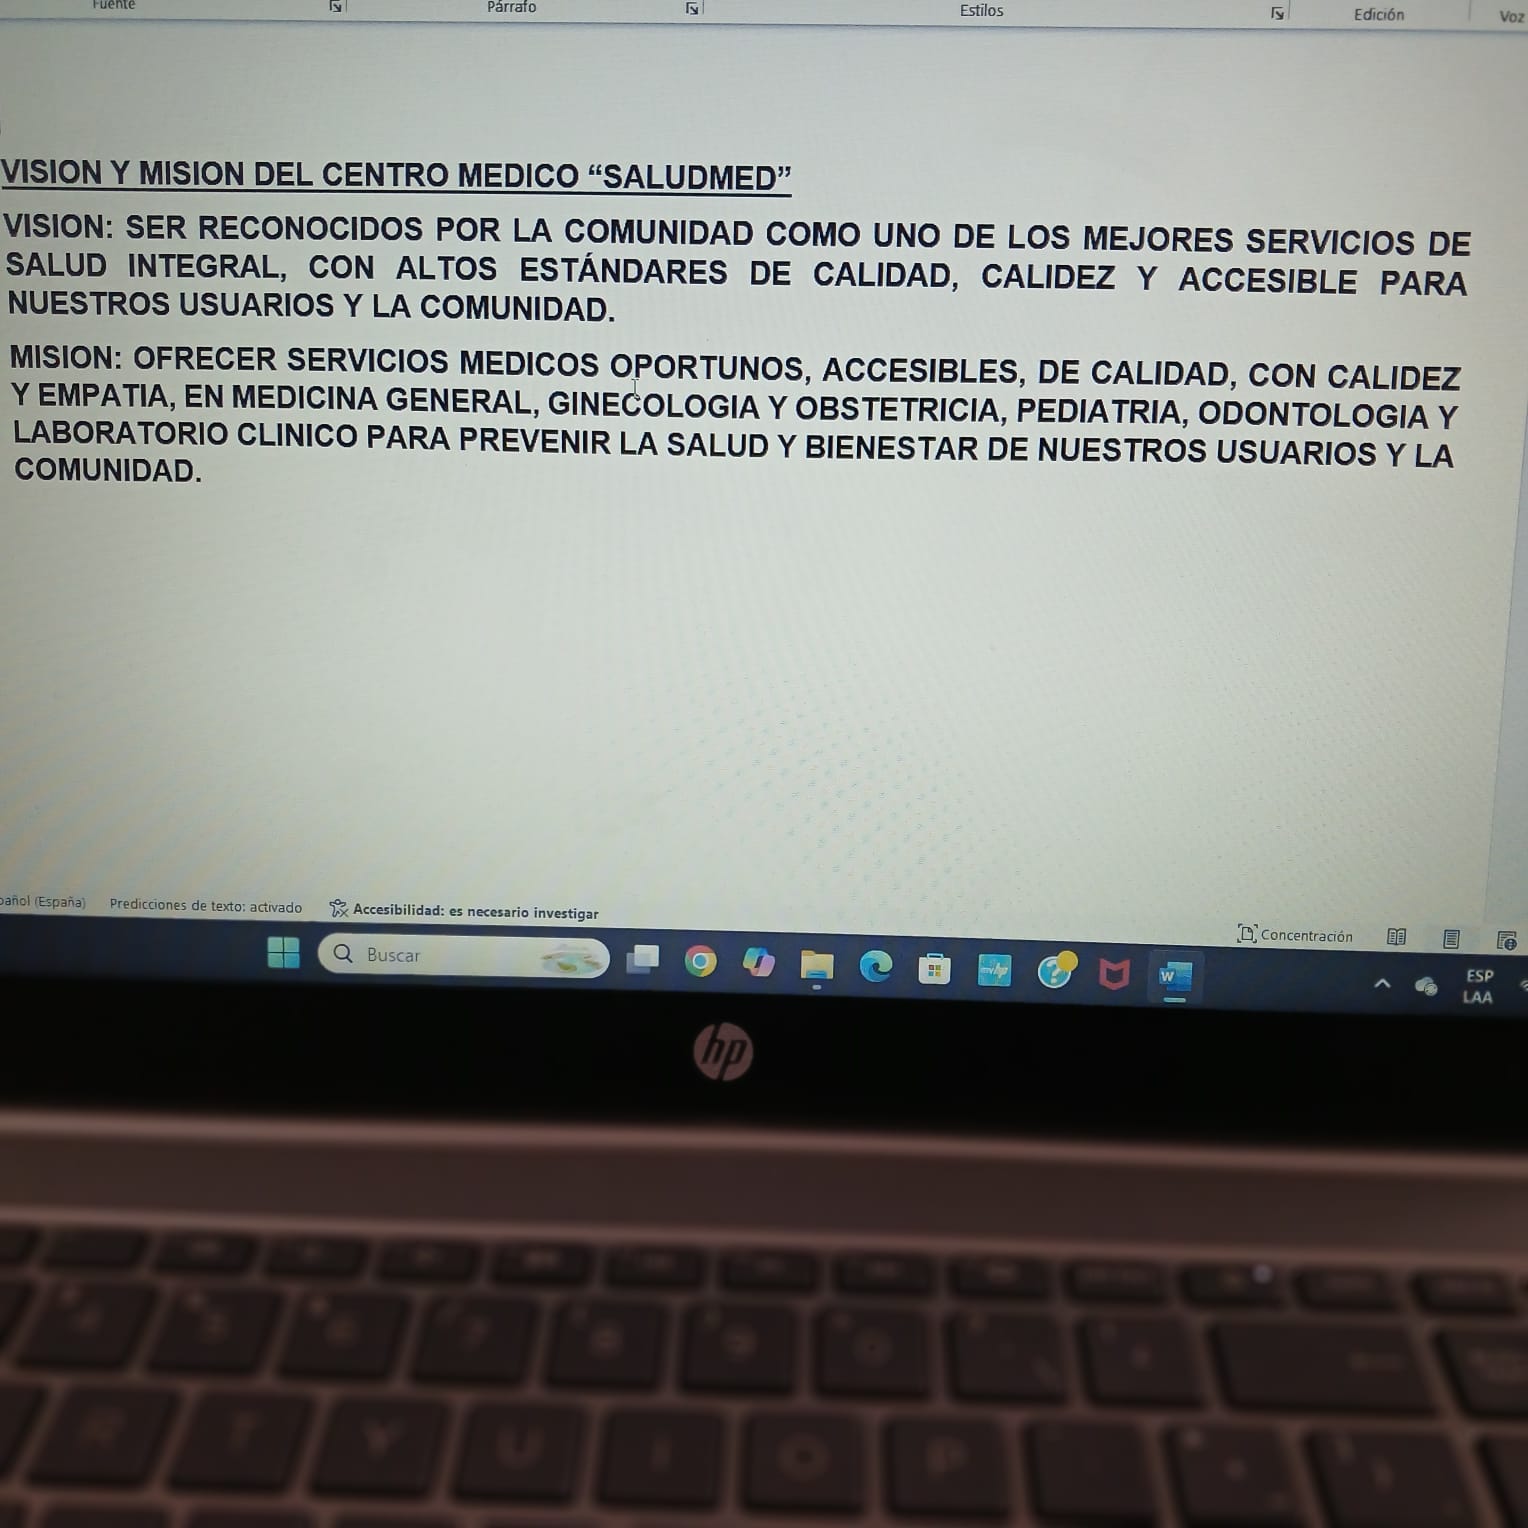 Fuente Párrafo Estilos Edición Voz
VISION Y MISION DEL CENTRO MEDICO “SALUDMED”
VISION: SER RECONOCIDOS POR LA COMUNIDAD COMO UNO DE LOS MEJORES SERVICIOS DE
SALUD INTEGRAL, CON ALTOS ESTÁNDARES DE CALIDAD, CALIDEZ Y ACCESIBLE PARA
NUESTROS USUARIOS Y LA COMUNIDAD.
MISION: OFRECER SERVICIOS MEDICOS OPORTUNOS, ACCESIBLES, DE CALIDAD, CON CALIDEZ
Y EMPATIA, EN MEDICINA GENERAL, GINECOLOGIA Y OBSTETRICIA, PEDIATRIA, ODONTOLOGIA Y
LABORATORIO CLINICO PARA PREVENIR LA SALUD Y BIENESTAR DE NUESTROS USUARIOS Y LA
COMUNIDAD.
pañol (España) Predicciones de texto: activado Accesibilidad: es necesario investigar
Concentración
Buscar
myhp
W
ESP
LAA
hp
R T Y U I O P